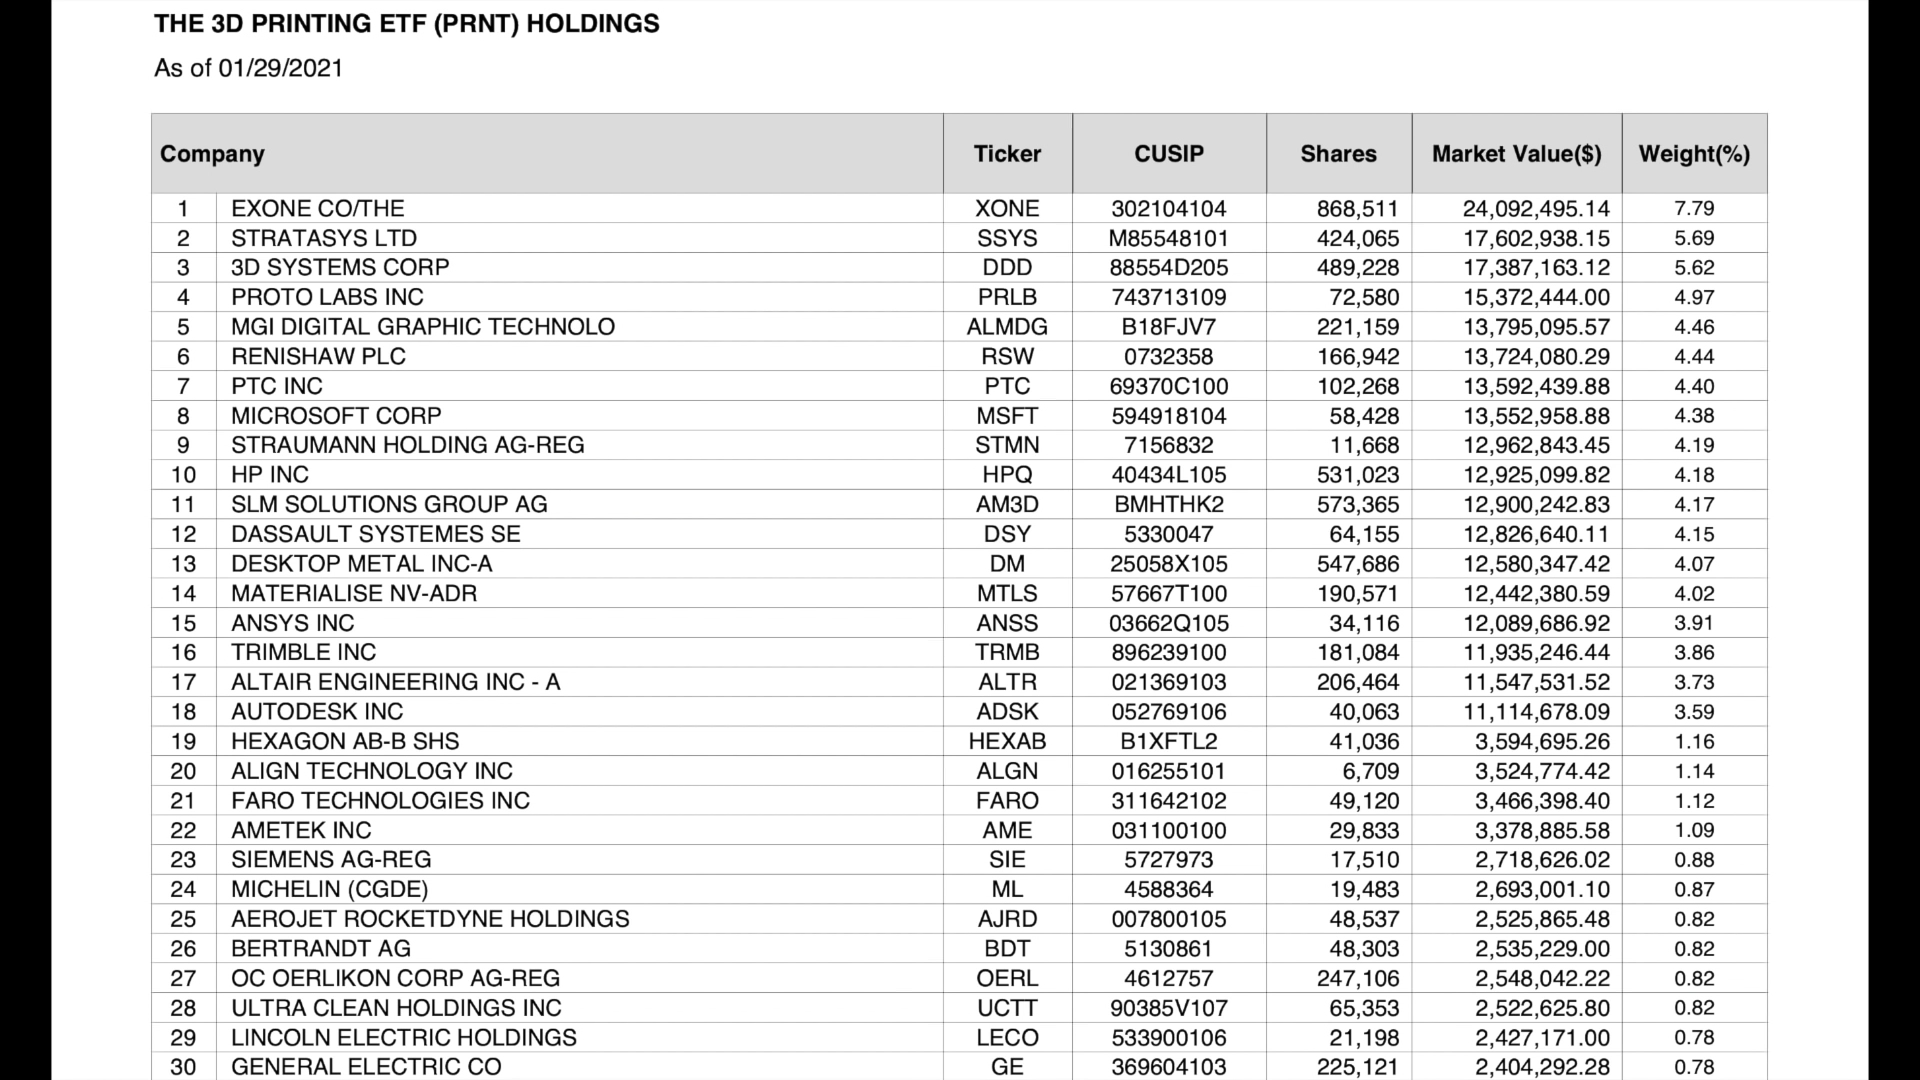 THE 3D PRINTING ETF (PRNT) HOLDINGS
As of 01/29/2021
Company Ticker CUSIP Shares Market Value($) Weight(%)
1 EXONE CO/THE XONE 302104104 868,511 24,092,495.14 7.79
2 STRATASYS LTD SSYS M85548101 424,065 17,602,938.15 5.69
3 3D SYSTEMS CORP DDD 88554D205 489,228 17,387,163.12 5.62
4 PROTO LABS INC PRLB 743713109 72,580 15,372,444.00 4.97
5 MGI DIGITAL GRAPHIC TECHNOLO ALMDG B18FJV7 221,159 13,795,095.57 4.46
6 RENISHAW PLC RSW 0732358 166,942 13,724,080.29 4.44
7 PTC INC PTC 69370C100 102,268 13,592,439.88 4.40
8 MICROSOFT CORP MSFT 594918104 58,428 13,552,958.88 4.38
9 STRAUMANN HOLDING AG-REG STMN 7156832 11,668 12,962,843.45 4.19
10 HP INC HPQ 40434L105 531,023 12,925,099.82 4.18
11 SLM SOLUTIONS GROUP AG AM3D BMHTHK2 573,365 12,900,242.83 4.17
12 DASSAULT SYSTEMES SE DSY 5330047 64,155 12,826,640.11 4.15
13 DESKTOP METAL INC-A DM 25058X105 547,686 12,580,347.42 4.07
14 MATERIALISE NV-ADR MTLS 57667T100 190,571 12,442,380.59 4.02
15 ANSYS INC ANSS 03662Q105 34,116 12,089,686.92 3.91
16 TRIMBLE INC TRMB 896239100 181,084 11,935,246.44 3.86
17 ALTAIR ENGINEERING INC - A ALTR 021369103 206,464 11,547,531.52 3.73
18 AUTODESK INC ADSK 052769106 40,063 11,114,678.09 3.59
19 HEXAGON AB-B SHS HEXAB B1XFTL2 41,036 3,594,695.26 1.16
20 ALIGN TECHNOLOGY INC ALGN 016255101 6,709 3,524,774.42 1.14
21 FARO TECHNOLOGIES INC FARO 311642102 49,120 3,466,398.40 1.12
22 AMETEK INC AME 031100100 29,833 3,378,885.58 1.09
23 SIEMENS AG-REG SIE 5727973 17,510 2,718,626.02 0.88
24 MICHELIN (CGDE) ML 4588364 19,483 2,693,001.10 0.87
25 AEROJET ROCKETDYNE HOLDINGS AJRD 007800105 48,537 2,525,865.48 0.82
26 BERTRANDT AG BDT 5130861 48,303 2,535,229.00 0.82
27 OC OERLIKON CORP AG-REG OERL 4612757 247,106 2,548,042.22 0.82
28 ULTRA CLEAN HOLDINGS INC UCTT 90385V107 65,353 2,522,625.80 0.82
29 LINCOLN ELECTRIC HOLDINGS LECO 533900106 21,198 2,427,171.00 0.78
30 GENERAL ELECTRIC CO GE 369604103 225,121 2,404,292.28 0.78